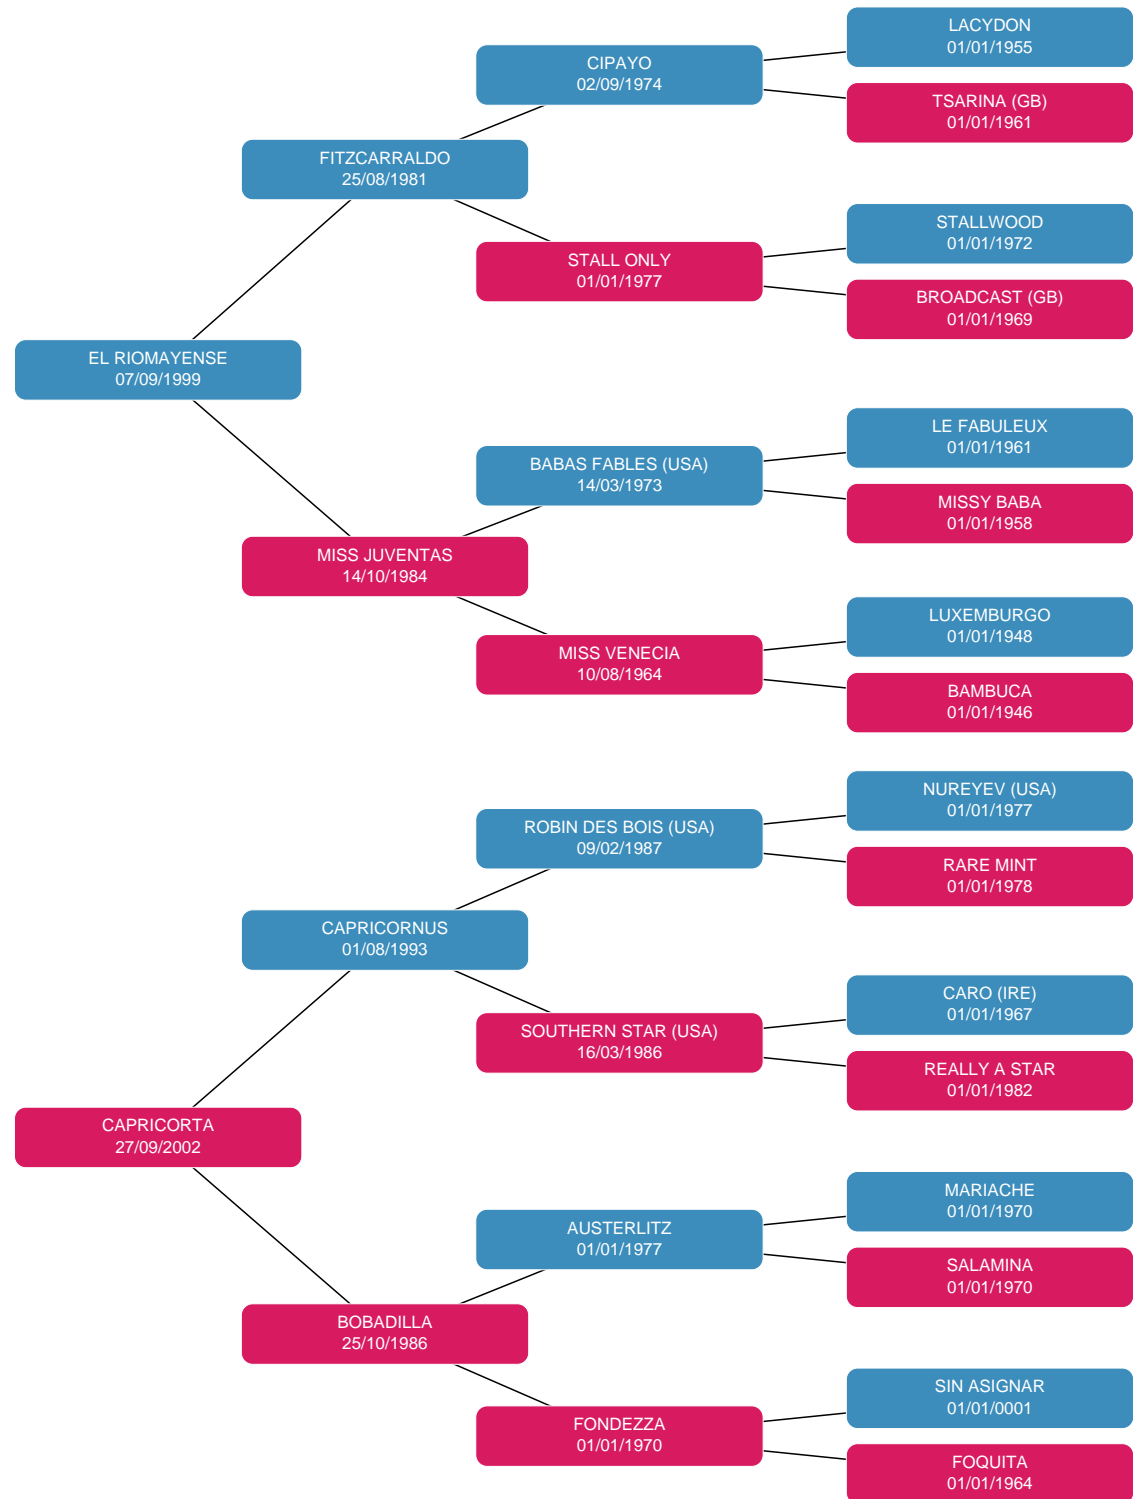 LACYDON
01/01/1955
CIPAYO
02/09/1974
TSARINA (GB)
01/01/1961
FITZCARRALDO
25/08/1981
STALLWOOD
01/01/1972
STALL ONLY
01/01/1977
BROADCAST (GB)
01/01/1969
EL RIOMAYENSE
07/09/1999
LE FABULEUX
01/01/1961
BABAS FABLES (USA)
14/03/1973
MISSY BABA
01/01/1958
MISS JUVENTAS
14/10/1984
LUXEMBURGO
01/01/1948
MISS VENECIA
10/08/1964
BAMBUCA
01/01/1946
NUREYEV (USA)
01/01/1977
ROBIN DES BOIS (USA)
09/02/1987
RARE MINT
01/01/1978
CAPRICORNUS
01/08/1993
CARO (IRE)
01/01/1967
SOUTHERN STAR (USA)
16/03/1986
REALLY A STAR
01/01/1982
CAPRICORTA
27/09/2002
MARIACHE
01/01/1970
AUSTERLITZ
01/01/1977
SALAMINA
01/01/1970
BOBADILLA
25/10/1986
SIN ASIGNAR
01/01/0001
FONDEZZA
01/01/1970
FOQUITA
01/01/1964